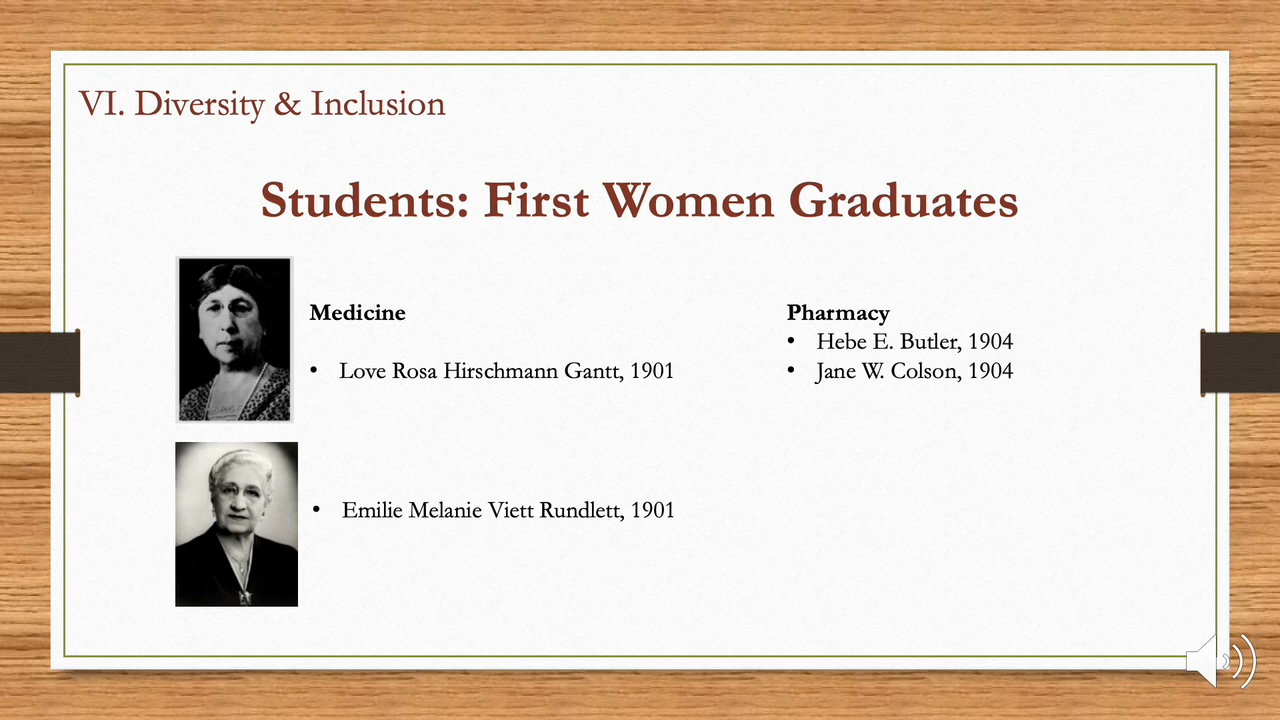 VI. Diversity & Inclusion
Students: First Women Graduates
Medicine
• Love Rosa Hirschmann Gantt, 1901
• Emilie Melanie Viett Rundlett, 1901
Pharmacy
• Hebe E. Butler, 1904
• Jane W. Colson, 1904